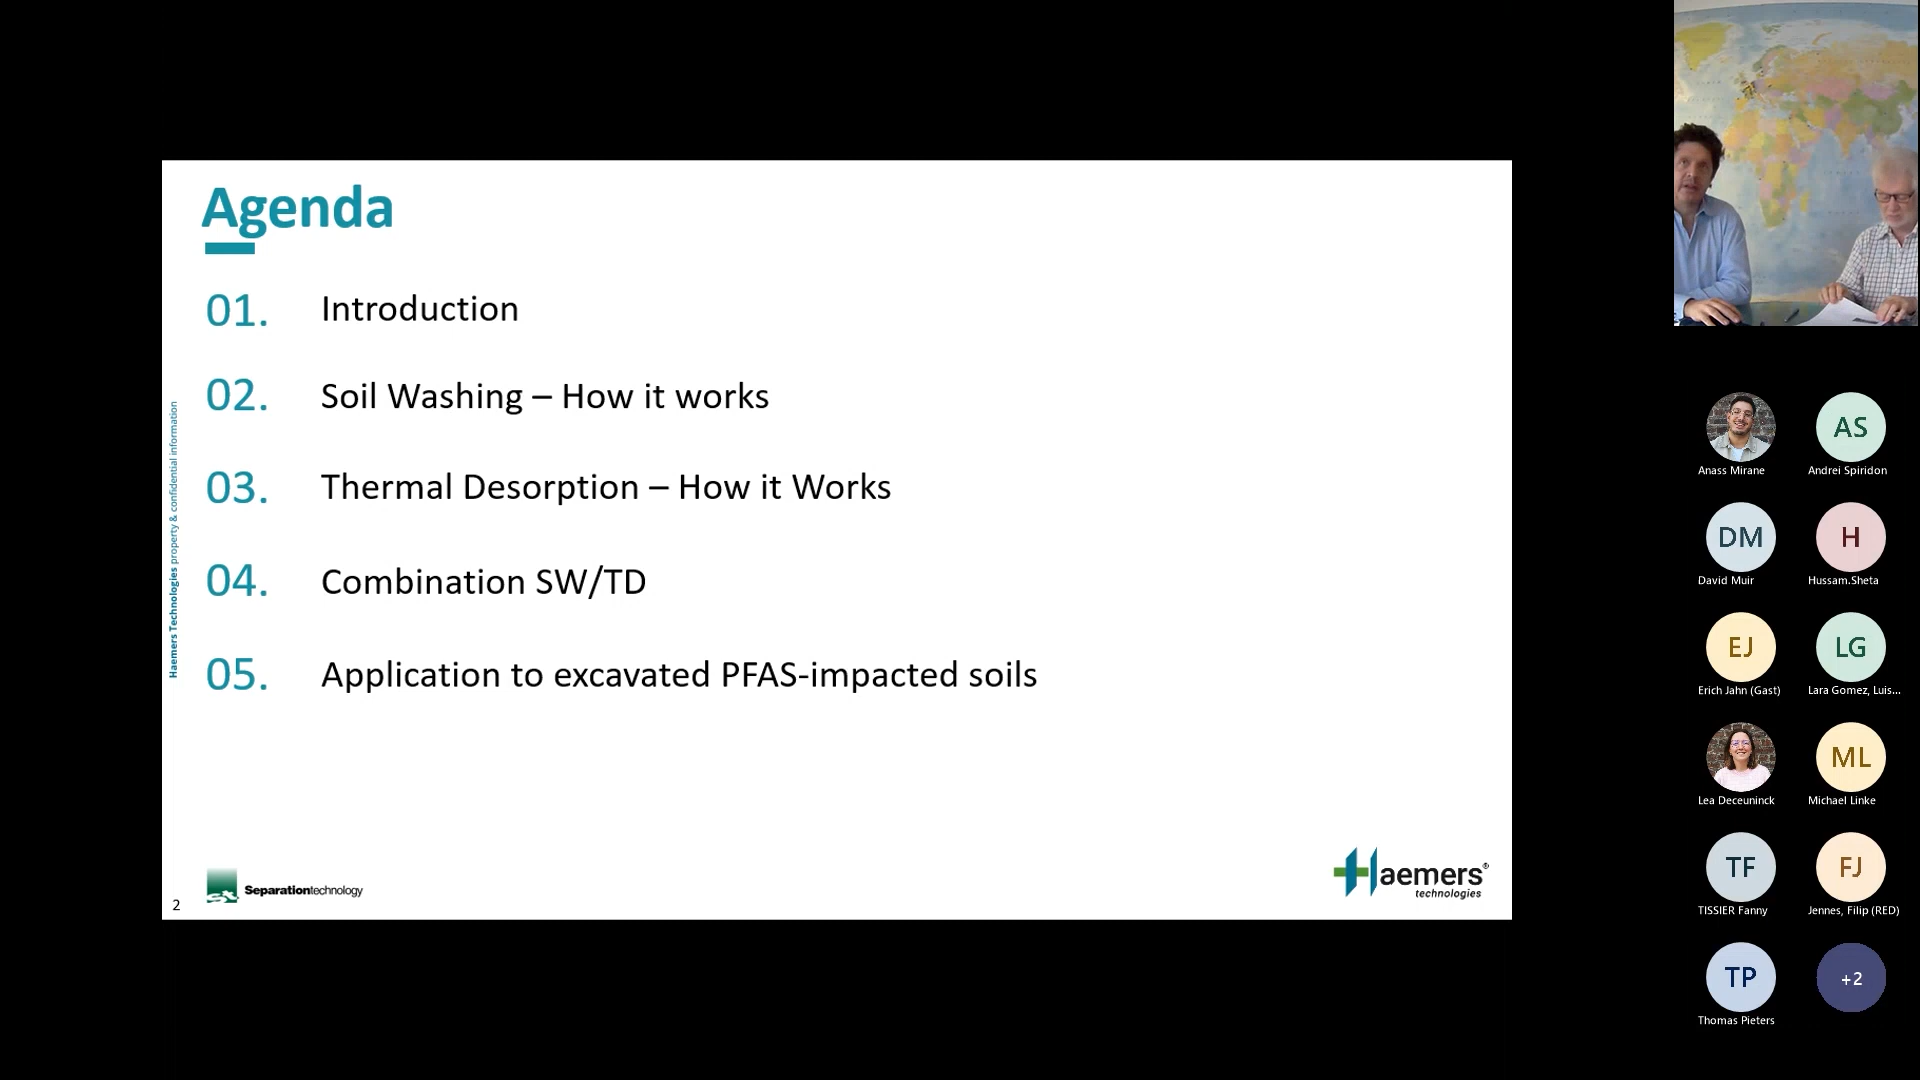 Agenda
01. Introduction
02. Soil Washing – How it works
03. Thermal Desorption – How it Works
04. Combination SW/TD
05. Application to excavated PFAS-impacted soils
Haemers Technologies property & confidential information
2
st Separationtechnology
Haemers®
technologies
AS
Anass Mirane
Andrei Spiridon
DM
H
David Muir
Hussam.Sheta
EJ
LG
Erich Jahn (Gast)
Lara Gomez, Luis...
ML
Lea Deceuninck
Michael Linke
TF
FJ
TISSIER Fanny
Jennes, Filip (RED)
TP
+2
Thomas Pieters